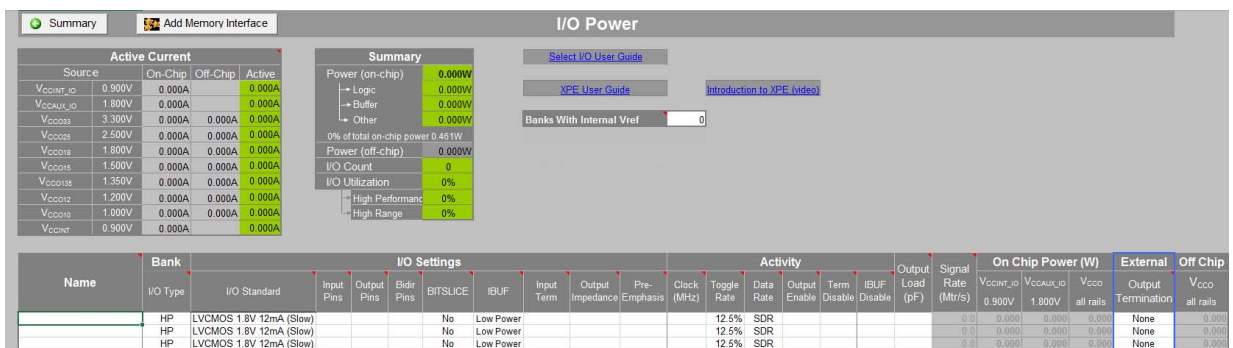 Summary
Add Memory Interface
I/O Power
Active Current
Source On-Chip Off-Chip Active
VCCINT_IO 0.900V 0.000A 0.000A
VCCAUX_IO 1.800V 0.000A 0.000A
VCCO33 3.300V 0.000A 0.000A 0.000A
VCCO25 2.500V 0.000A 0.000A 0.000A
VCCO18 1.800V 0.000A 0.000A 0.000A
VCCO15 1.500V 0.000A 0.000A 0.000A
VCCO135 1.350V 0.000A 0.000A 0.000A
VCCO12 1.200V 0.000A 0.000A 0.000A
VCCO10 1.000V 0.000A 0.000A 0.000A
VCCINT 0.900V 0.000A 0.000A
Summary
Power (on-chip) 0.000W
Logic 0.000W
Buffer 0.000W
Other 0.000W
0% of total on-chip power 0.461W
Power (off-chip) 0.000W
I/O Count 0
I/O Utilization 0%
High Performanc 0%
High Range 0%
Select I/O User Guide
XPE User Guide
Introduction to XPE (video)
Banks With Internal Vref 0
Name
Bank
I/O Type
I/O Settings
I/O Standard
Input Pins
Output Pins
Bidir Pins
BITSLICE
IBUF
Input Term
Output Impedance
Pre-Emphasis
Activity
Clock (MHz)
Toggle Rate
Data Rate
Output Enable
Term Disable
IBUF Disable
Output Load (pF)
Signal Rate (Mtr/s)
On Chip Power (W)
VCCINT_IO 0.900V
VCCAUX_IO 1.800V
VCCO all rails
External
Output Termination
Off Chip
VCCO all rails
HP LVCMOS 1.8V 12mA (Slow) No Low Power 12.5% SDR 0.0 0.000 0.000 0.000 None 0.000
HP LVCMOS 1.8V 12mA (Slow) No Low Power 12.5% SDR 0.0 0.000 0.000 0.000 None 0.000
HP LVCMOS 1.8V 12mA (Slow) No Low Power 12.5% SDR 0.0 0.000 0.000 0.000 None 0.000